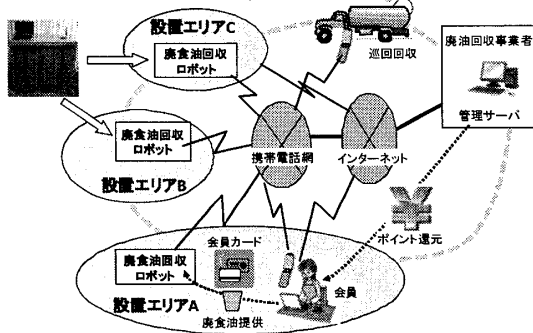 設置エリアC
廃食油回収
ロボット
巡回回収
廃油回収事業者
管理サーバ
廃食油回収
ロボット
設置エリアB
携帯電話網
インターネット
ポイント還元
会員カード
廃食油回収
ロボット
会員
設置エリアA
廃食油提供